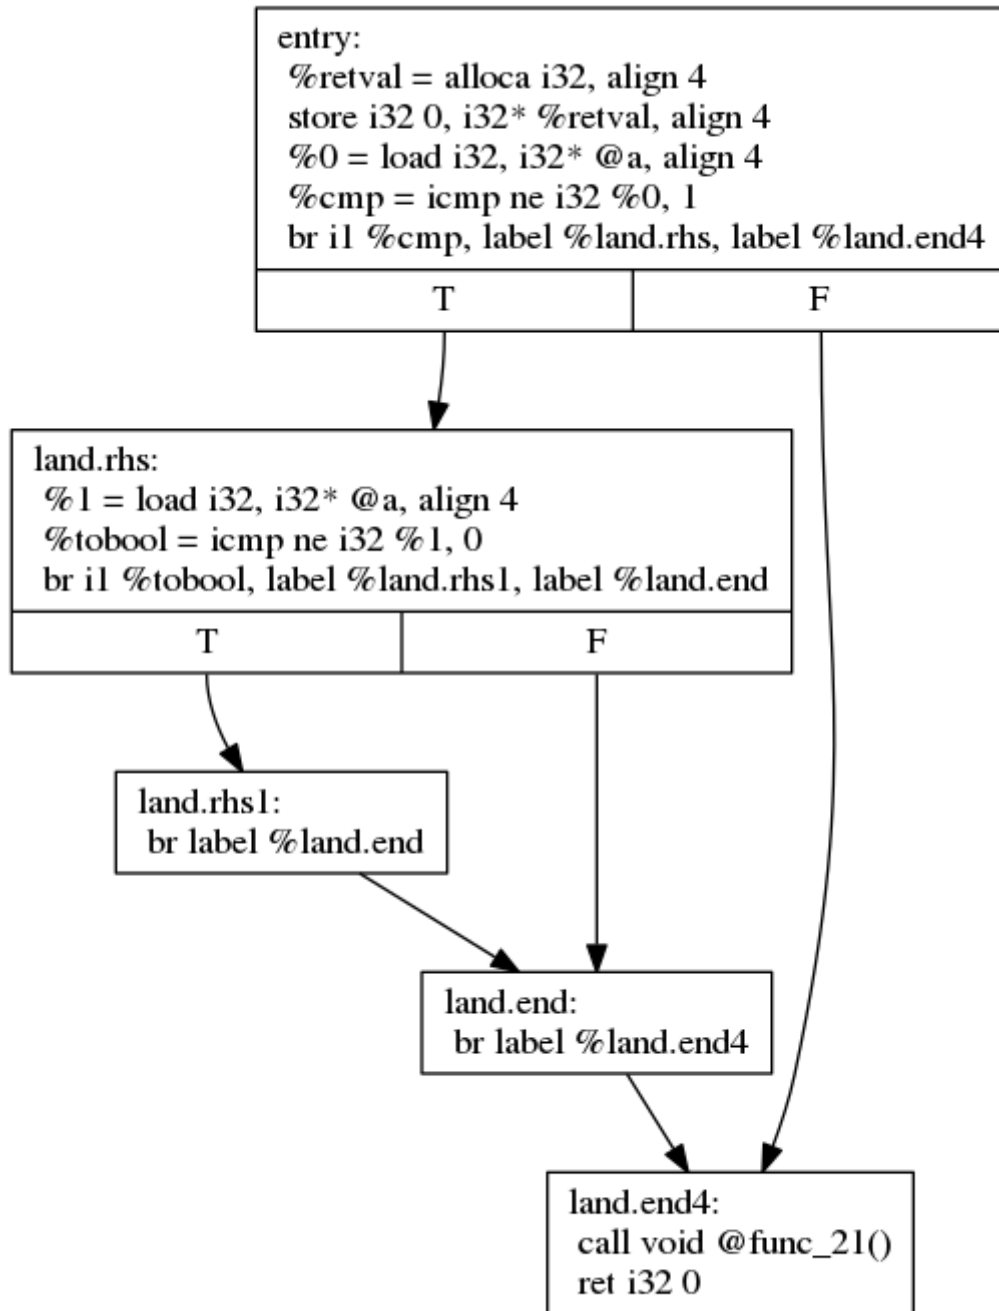 entry:
%retval = alloca i32, align 4
store i32 0, i32* %retval, align 4
%0 = load i32, i32* @a, align 4
%cmp = icmp ne i32 %0, 1
br i1 %cmp, label %land.rhs, label %land.end4
T
F
land.rhs:
%1 = load i32, i32* @a, align 4
%tobool = icmp ne i32 %1, 0
br i1 %tobool, label %land.rhs1, label %land.end
T
F
land.rhs1:
br label %land.end
land.end:
br label %land.end4
land.end4:
call void @func_21()
ret i32 0